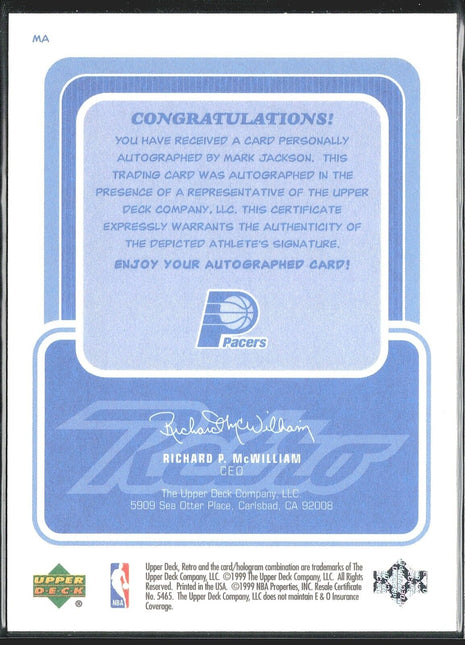 MA
CONGRATULATIONS!
YOU HAVE RECEIVED A CARD PERSONALLY
AUTOGRAPHED BY MARK JACKSON. THIS
TRADING CARD WAS AUTOGRAPHED IN THE
PRESENCE OF A REPRESENTATIVE OF THE UPPER
DECK COMPANY, LLC. THIS CERTIFICATE
EXPRESSLY WARRANTS THE AUTHENTICITY OF
THE DEPICTED ATHLETE'S SIGNATURE.
ENJOY YOUR AUTOGRAPHED CARD!
P
Pacers
Retro
Richard P. McWilliam
RICHARD P. McWILLIAM
CEO
The Upper Deck Company, LLC.
5909 Sea Otter Place, Carlsbad, CA 92008
UPPER
DECK
NBA
Upper Deck, Retro and the card/hologram combination are trademarks of The
Upper Deck Company, LLC. ©1999 The Upper Deck Company, LLC. All Rights
Reserved. Printed in the USA. ©1999 NBA Properties, INC. Resale Certificate
No. 5465. The Upper Deck Company, LLC does not maintain E & O Insurance
Coverage.